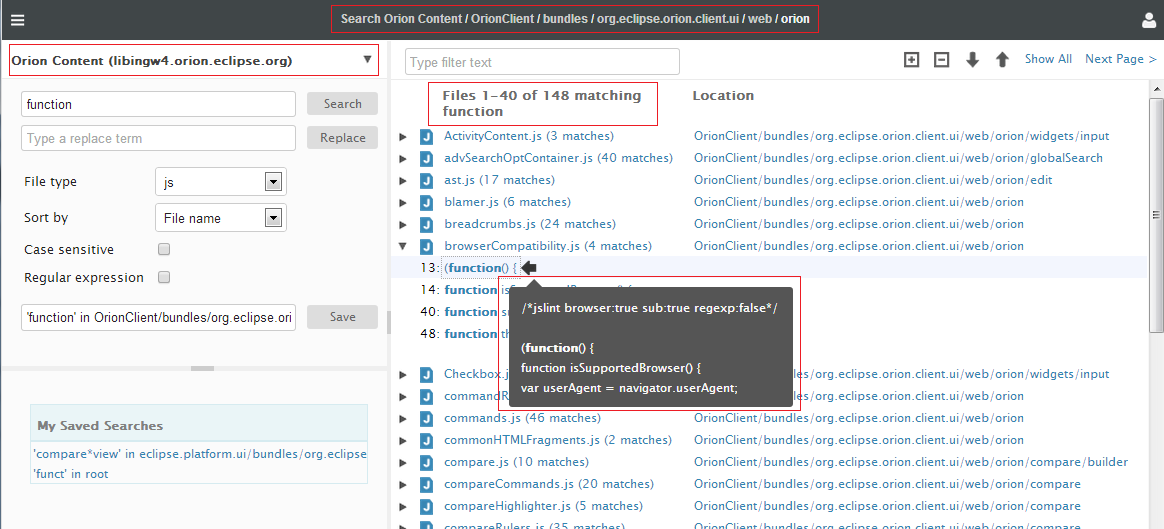 Search Orion Content / OrionClient / bundles / org.eclipse.orion.client.ui / web / orion
Orion Content (libingw4.orion.eclipse.org)
function
Search
Type a replace term
Replace
File type
js
Sort by
File name
Case sensitive
Regular expression
'function' in OrionClient/bundles/org.eclipse.ori
Save
My Saved Searches
'compare*view' in eclipse.platform.ui/bundles/org.eclipse
'funct' in root
Type filter text
Show All
Next Page >
Files 1-40 of 148 matching
function
Location
ActivityContent.js (3 matches) OrionClient/bundles/org.eclipse.orion.client.ui/web/orion/widgets/input
advSearchOptContainer.js (40 matches) OrionClient/bundles/org.eclipse.orion.client.ui/web/orion/globalSearch
ast.js (17 matches) OrionClient/bundles/org.eclipse.orion.client.ui/web/orion/edit
blamer.js (6 matches) OrionClient/bundles/org.eclipse.orion.client.ui/web/orion
breadcrumbs.js (24 matches) OrionClient/bundles/org.eclipse.orion.client.ui/web/orion
browserCompatibility.js (4 matches) OrionClient/bundles/org.eclipse.orion.client.ui/web/orion
13: (function() {
14: function
40: function
48: function
/*jslint browser:true sub:true regexp:false*/
(function() {
function isSupportedBrowser() {
var userAgent = navigator.userAgent;
Checkbox.j s/org.eclipse.orion.client.ui/web/orion/widgets/input
commandR s/org.eclipse.orion.client.ui/web/orion
commands.js (46 matches) OrionClient/bundles/org.eclipse.orion.client.ui/web/orion
commonHTMLFragments.js (2 matches) OrionClient/bundles/org.eclipse.orion.client.ui/web/orion
compare.js (10 matches) OrionClient/bundles/org.eclipse.orion.client.ui/web/orion/compare/builder
compareCommands.js (20 matches) OrionClient/bundles/org.eclipse.orion.client.ui/web/orion/compare
compareHighlighter.js (5 matches) OrionClient/bundles/org.eclipse.orion.client.ui/web/orion/compare
compareRulers.js (35 matches) OrionClient/bundles/org.eclipse.orion.client.ui/web/orion/compare